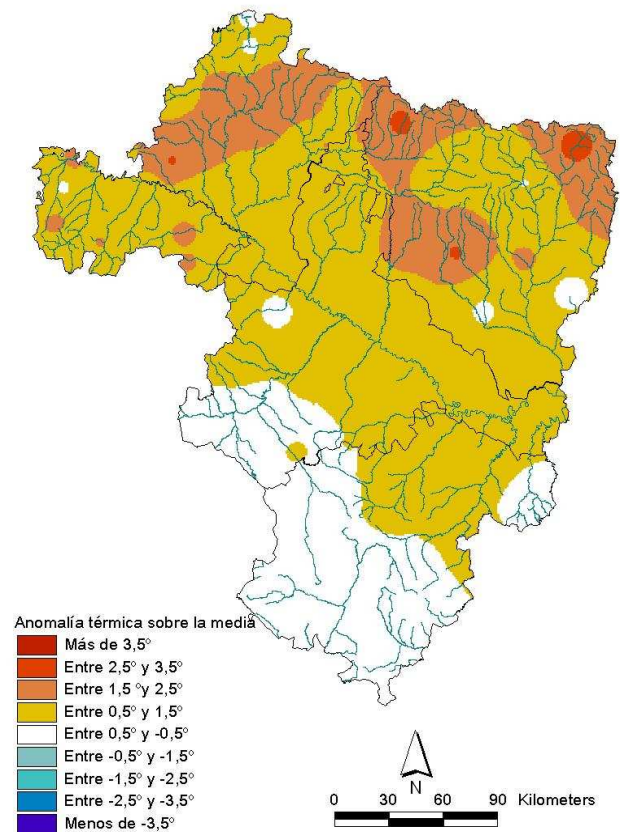 Anomalía térmica sobre la media
Más de 3,5°
Entre 2,5° y 3,5°
Entre 1,5 °y 2,5°
Entre 0,5° y 1,5°
Entre 0,5° y -0,5°
Entre -0,5° y -1,5°
Entre -1,5° y -2,5°
Entre -2,5° y -3,5°
Menos de -3,5°
N
0 30 60 90 Kilometers